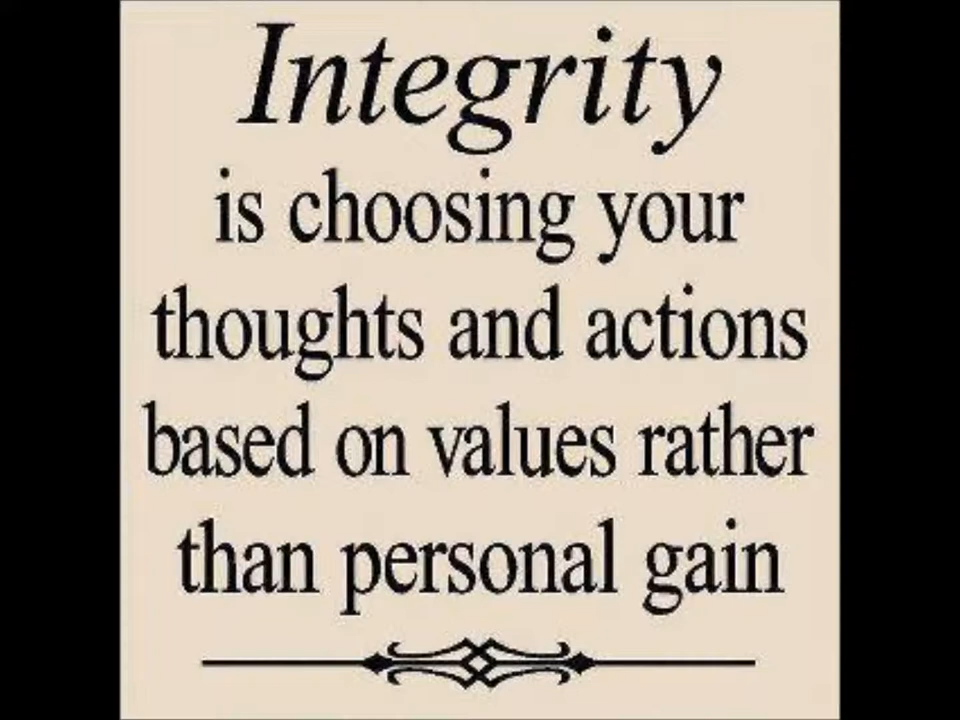 Integrity
is choosing your
thoughts and actions
based on values rather
than personal gain